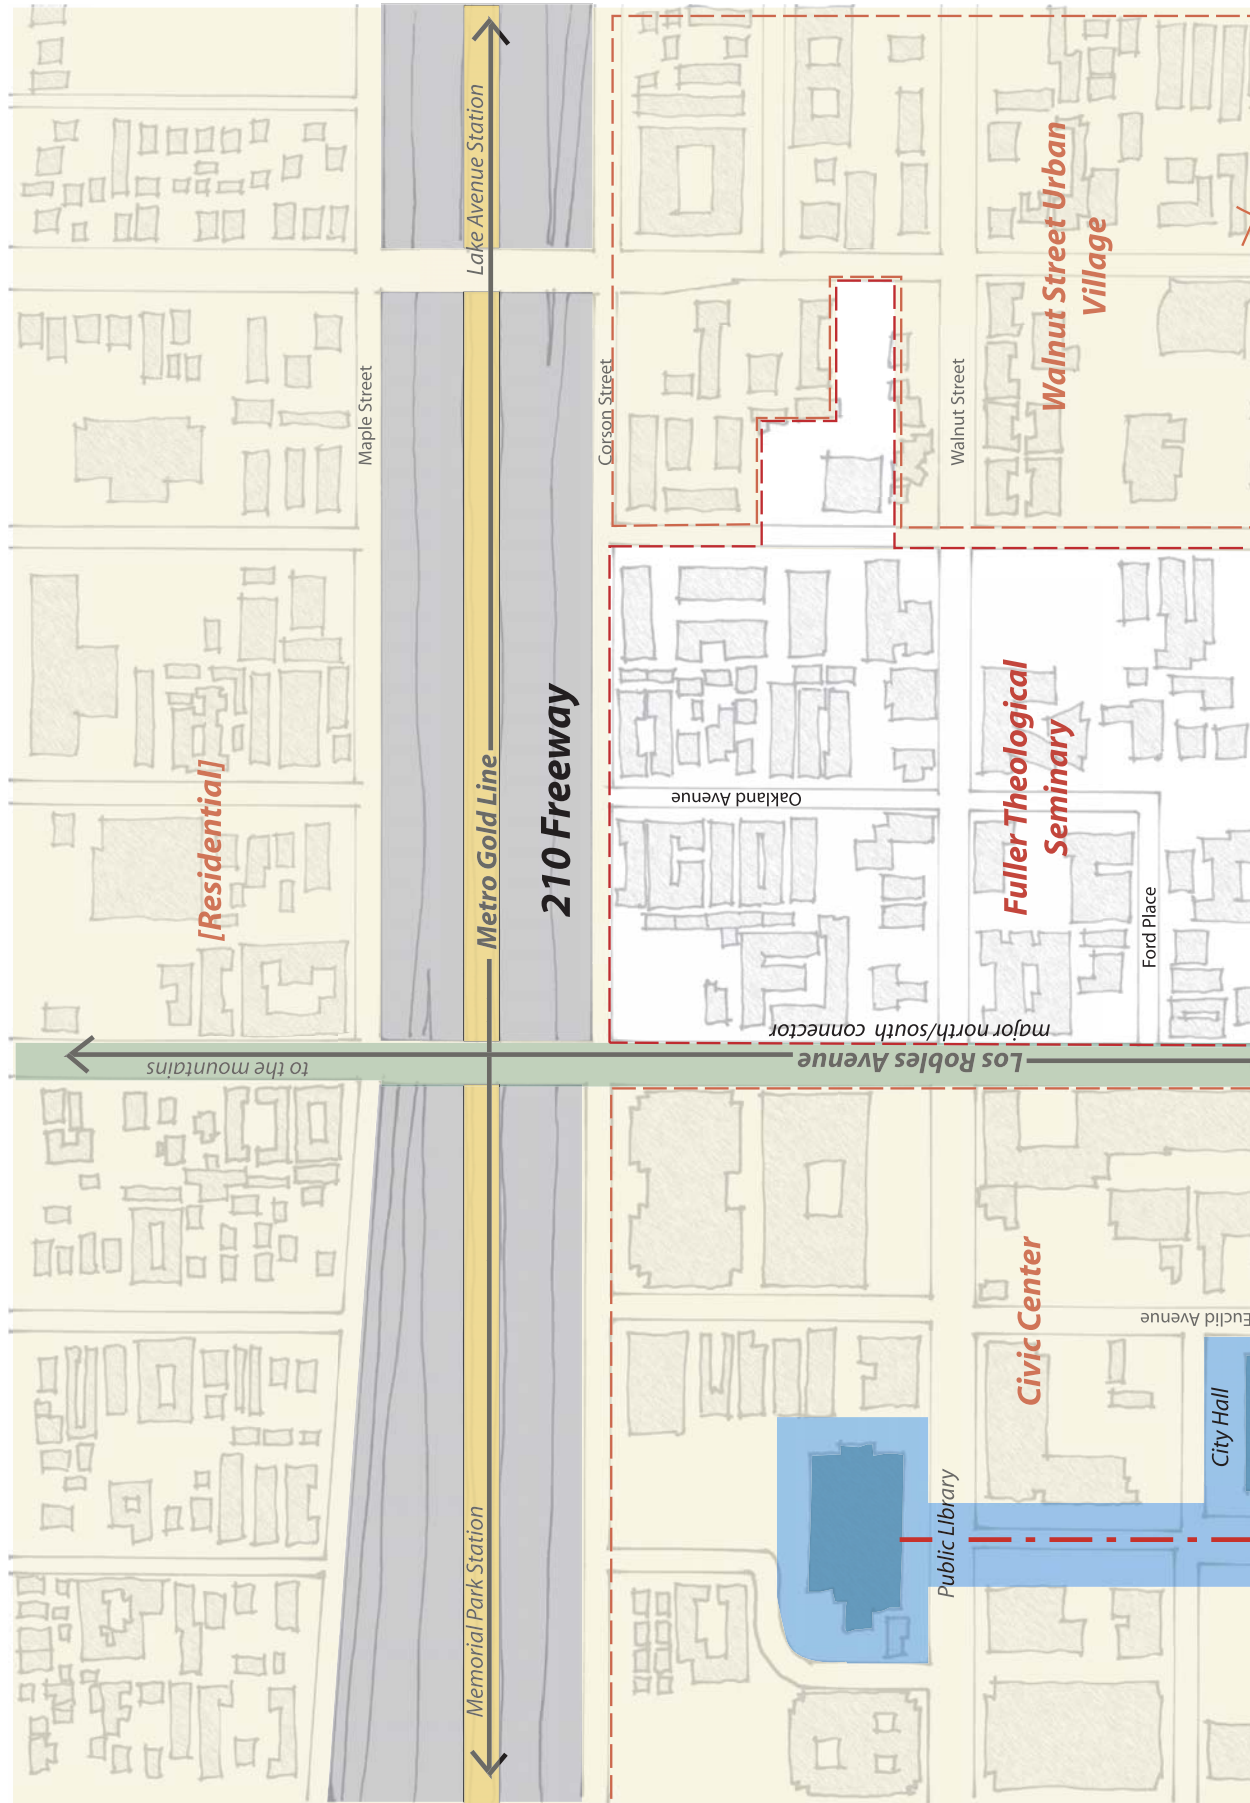 Lake Avenue Station
Metro Gold Line
Memorial Park Station
210 Freeway
[Residential]
Maple Street
Corson Street
Walnut Street
Walnut Street Urban
Village
Oakland Avenue
Fuller Theological
Seminary
Ford Place
major north/south connector
Los Robles Avenue
to the mountains
Civic Center
Euclid Avenue
City Hall
Public LIbrary